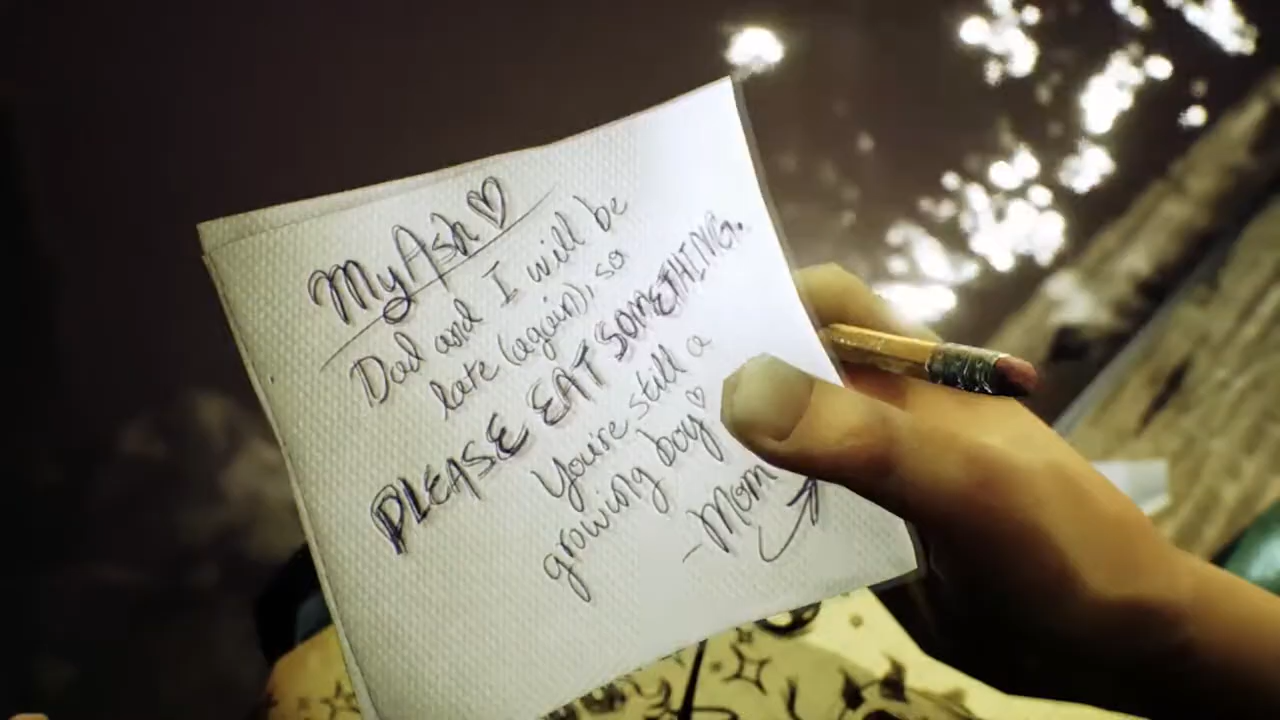 My Ash ♡
Dad and I will be
late (again), so
PLEASE EAT SOMETHING.
You're still a
growing boy ♡
-Mom